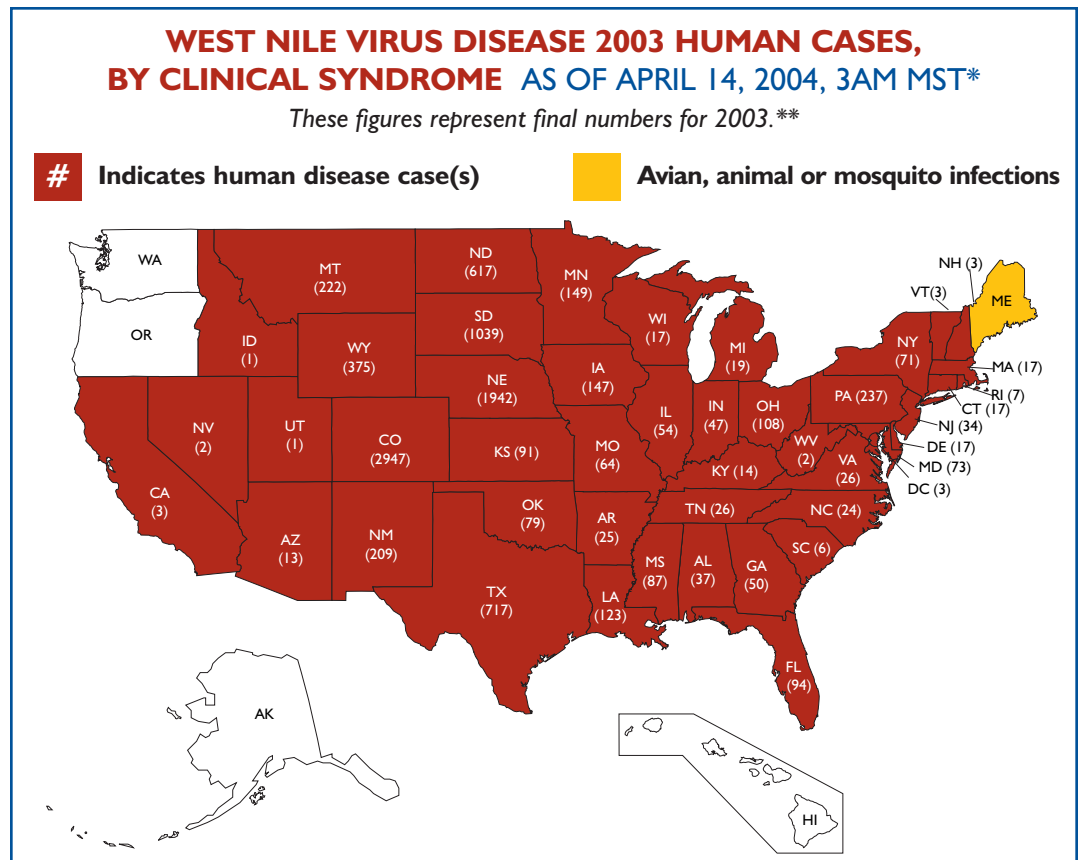 WEST NILE VIRUS DISEASE 2003 HUMAN CASES,
BY CLINICAL SYNDROME AS OF APRIL 14, 2004, 3AM MST*
These figures represent final numbers for 2003.**
# Indicates human disease case(s)
Avian, animal or mosquito infections
WA
OR
MT
(222)
ID
(1)
WY
(375)
ND
(617)
SD
(1039)
NE
(1942)
MN
(149)
WI
(17)
MI
(19)
IA
(147)
NV
(2)
UT
(1)
CO
(2947)
KS (91)
MO
(64)
IL
(54)
IN
(47)
OH
(108)
KY (14)
WV
(2)
VA
(26)
PA (237)
NY
(71)
VT(3)
NH (3)
ME
MA (17)
RI (7)
CT (17)
NJ (34)
DE (17)
MD (73)
DC (3)
CA
(3)
AZ
(13)
NM
(209)
OK
(79)
AR
(25)
TN (26)
NC (24)
SC (6)
TX
(717)
LA
(123)
MS
(87)
AL
(37)
GA
(50)
FL
(94)
AK
HI